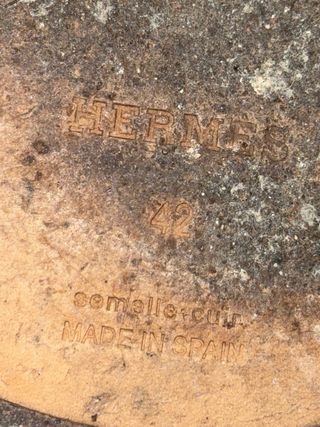 HERMES
42
semelle cuir
MADE IN SPAIN